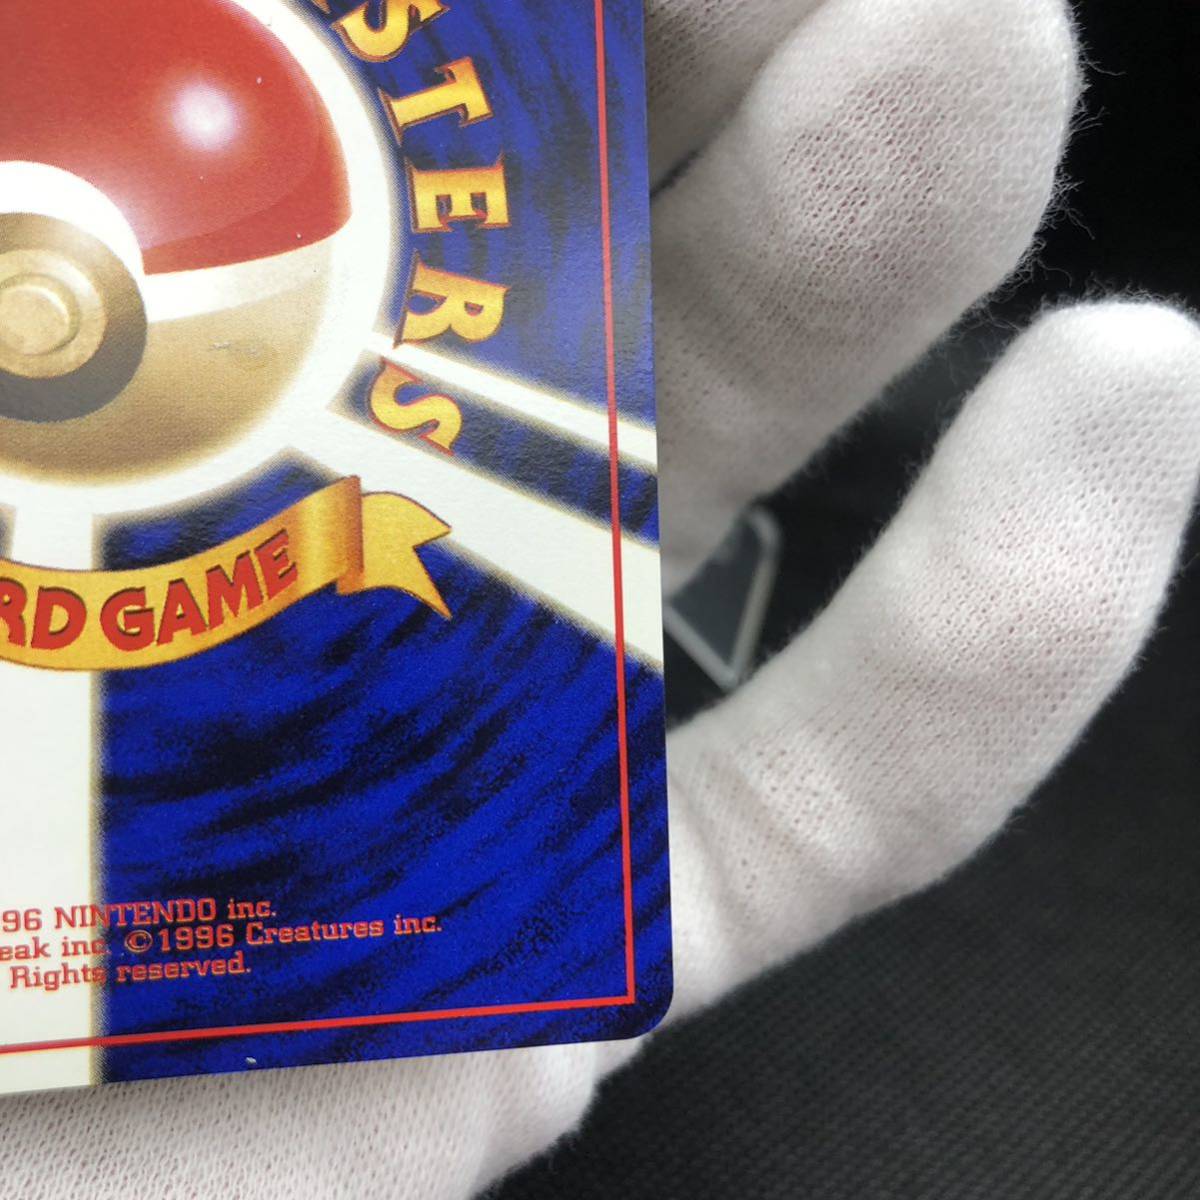 STERS
RD GAME
96 NINTENDO inc.
eak inc. ©1996 Creatures inc.
Rights reserved.